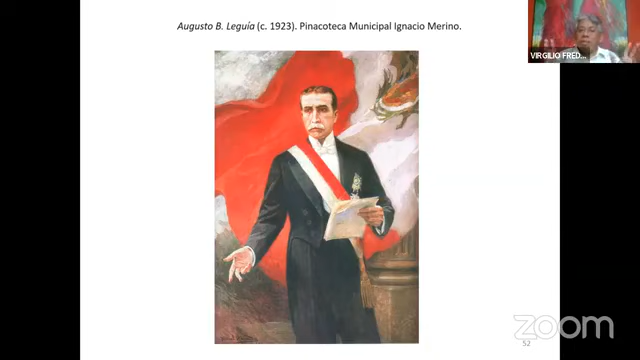 Augusto B. Leguía (c. 1923). Pinacoteca Municipal Ignacio Merino.
VIRGILIO FRED...
zoom
52